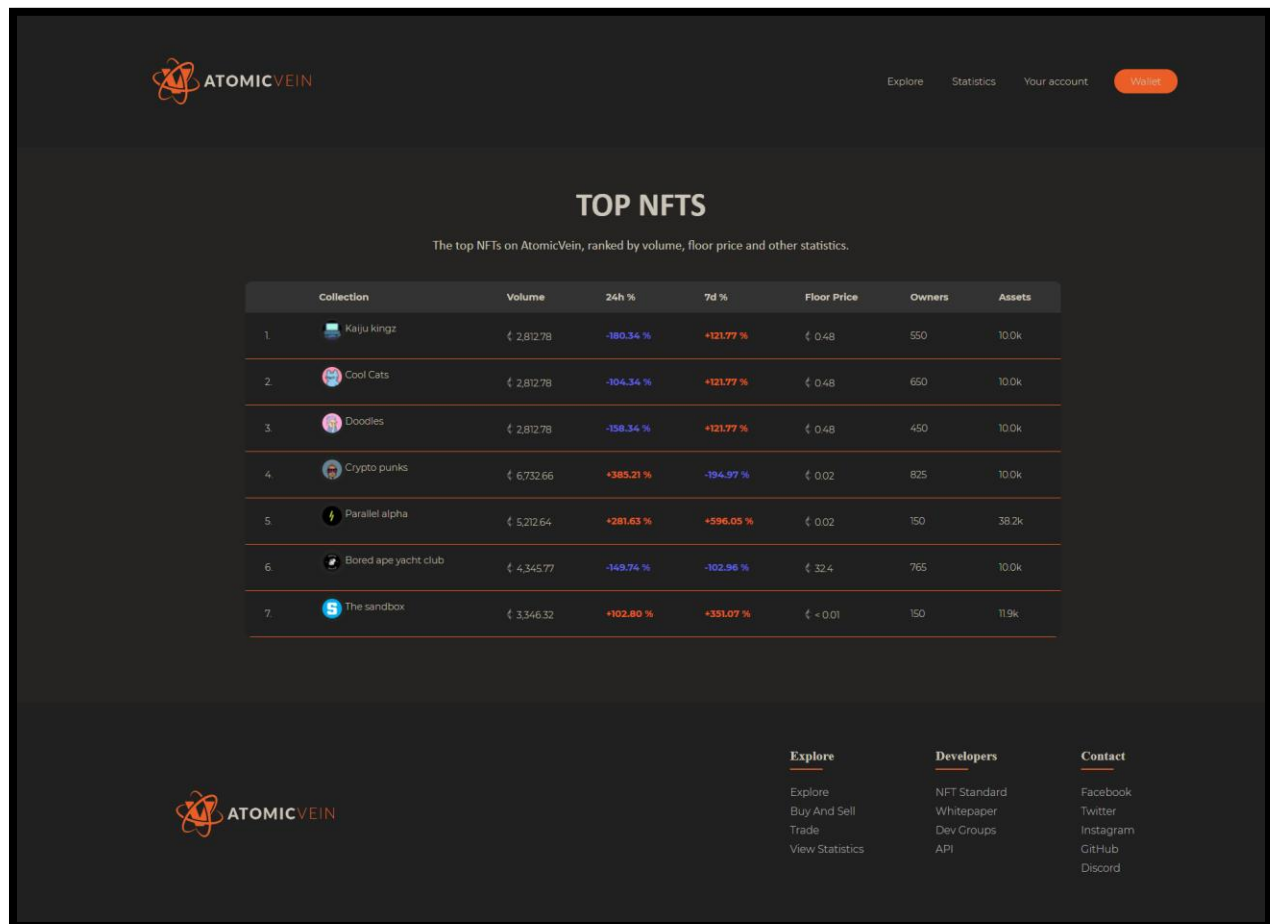 ATOMICVEIN
Explore Statistics Your account Wallet
TOP NFTS
The top NFTs on AtomicVein, ranked by volume, floor price and other statistics.
Collection Volume 24h % 7d % Floor Price Owners Assets
1. Kaiju kingz ₵ 2,812.78 -180.34 % +121.77 % ₵ 0.48 550 10.0k
2. Cool Cats ₵ 2,812.78 -104.34 % +121.77 % ₵ 0.48 650 10.0k
3. Doodles ₵ 2,812.78 -158.34 % +121.77 % ₵ 0.48 450 10.0k
4. Crypto punks ₵ 6,732.66 +385.21 % -194.97 % ₵ 0.02 825 10.0k
5. Parallel alpha ₵ 5,212.64 +281.63 % +596.05 % ₵ 0.02 150 38.2k
6. Bored ape yacht club ₵ 4,345.77 -149.74 % -102.96 % ₵ 32.4 765 10.0k
7. The sandbox ₵ 3,346.32 +102.80 % +351.07 % ₵ < 0.01 150 11.9k
ATOMICVEIN
Explore
Explore
Buy And Sell
Trade
View Statistics
Developers
NFT Standard
Whitepaper
Dev Groups
API
Contact
Facebook
Twitter
Instagram
GitHub
Discord